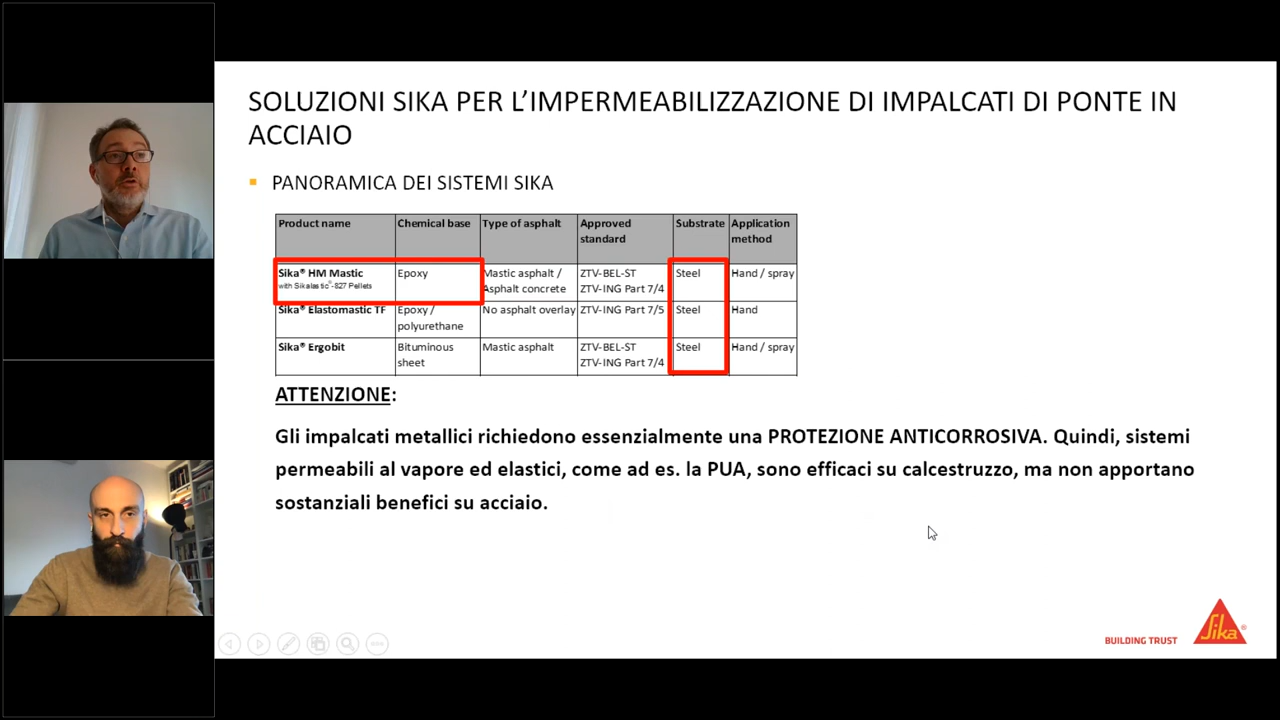 SOLUZIONI SIKA PER L'IMPERMEABILIZZAZIONE DI IMPALCATI DI PONTE IN
ACCIAIO
PANORAMICA DEI SISTEMI SIKA
Product name Chemical base Type of asphalt Approved standard Substrate Application method
Sika® HM Mastic with Sikalastic®-827 Pellets Epoxy Mastic asphalt / Asphalt concrete ZTV-BEL-ST ZTV-ING Part 7/4 Steel Hand / spray
Sika® Elastomastic TF Epoxy / polyurethane No asphalt overlay ZTV-ING Part 7/5 Steel Hand
Sika® Ergobit Bituminous sheet Mastic asphalt ZTV-BEL-ST ZTV-ING Part 7/4 Steel Hand / spray
ATTENZIONE:
Gli impalcati metallici richiedono essenzialmente una PROTEZIONE ANTICORROSIVA. Quindi, sistemi
permeabili al vapore ed elastici, come ad es. la PUA, sono efficaci su calcestruzzo, ma non apportano
sostanziali benefici su acciaio.
BUILDING TRUST
Sika®